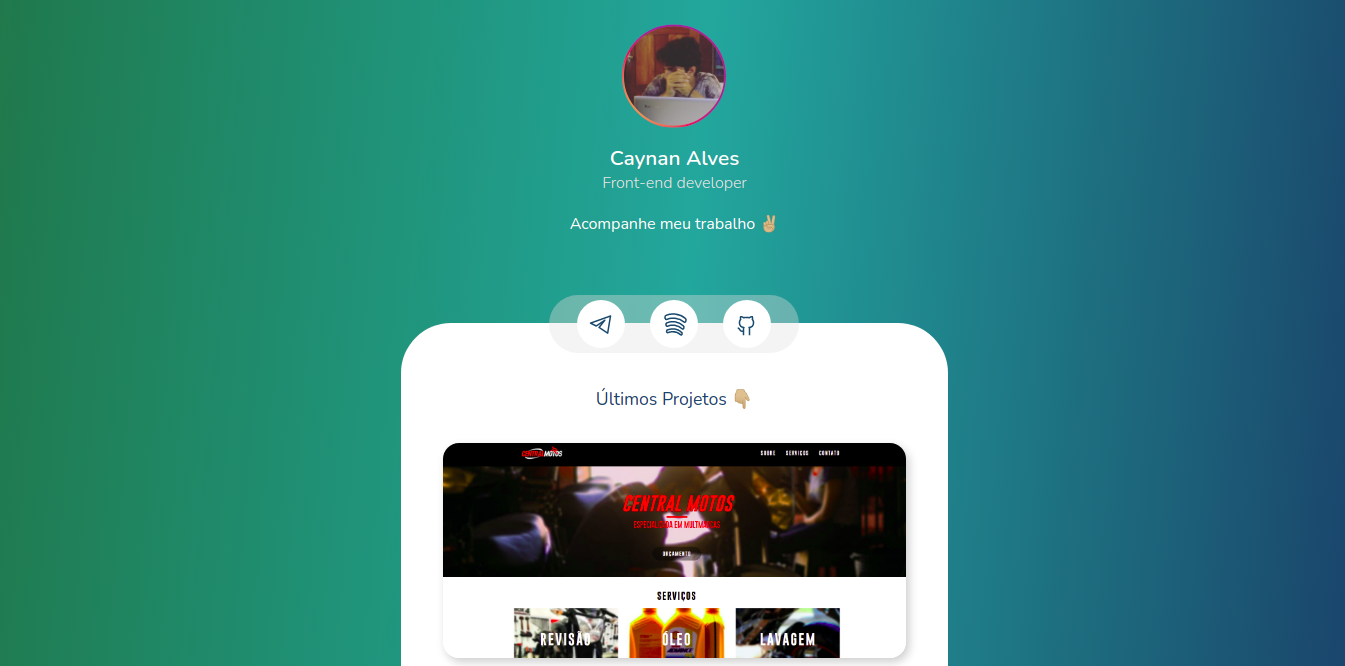 Caynan Alves
Front-end developer
Acompanhe meu trabalho ✌🏼
Últimos Projetos 👇🏼
CENTRAL MOTOS
SOBRE SERVIÇOS CONTATO
CENTRAL MOTOS
ESPECIALIZADA EM MULTMARCAS
ORÇAMENTO
SERVIÇOS
REVISÃO ÓLEO LAVAGEM